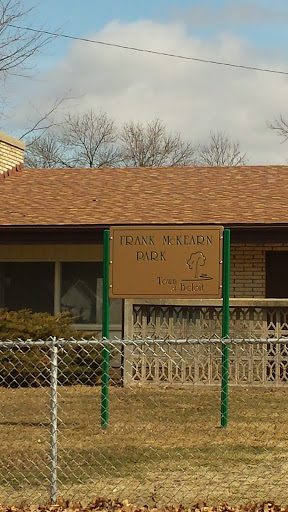 FRANK McKEARN
PARK
Town
of Beloit